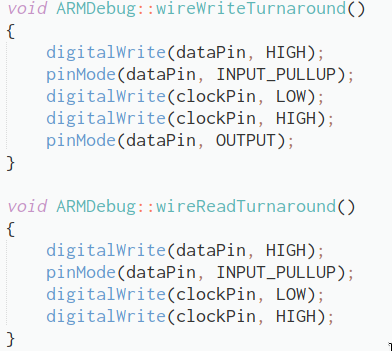 void ARMDebug::wireWriteTurnaround()
{
    digitalWrite(dataPin, HIGH);
    pinMode(dataPin, INPUT_PULLUP);
    digitalWrite(clockPin, LOW);
    digitalWrite(clockPin, HIGH);
    pinMode(dataPin, OUTPUT);
}

void ARMDebug::wireReadTurnaround()
{
    digitalWrite(dataPin, HIGH);
    pinMode(dataPin, INPUT_PULLUP);
    digitalWrite(clockPin, LOW);
    digitalWrite(clockPin, HIGH);
}